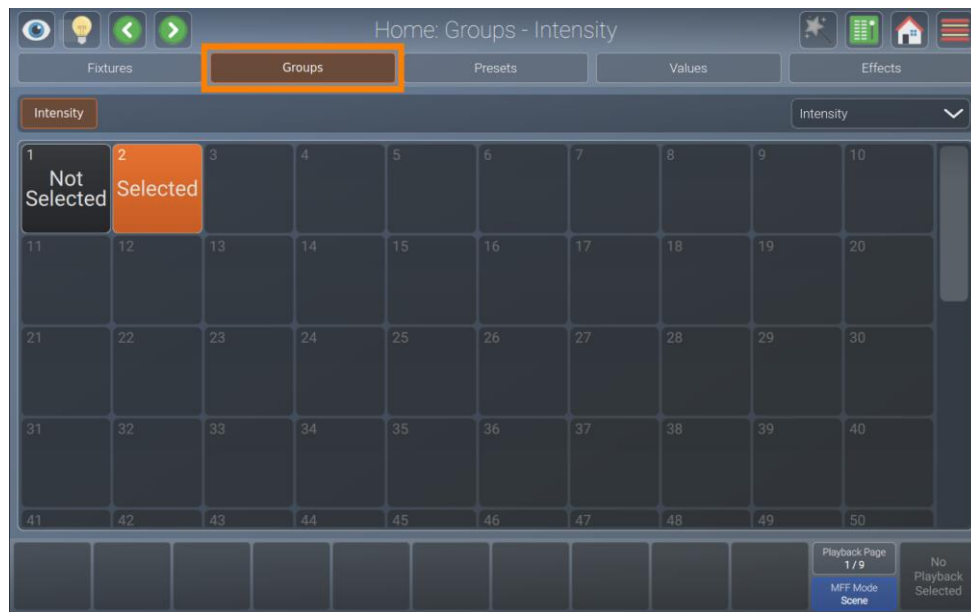 Home: Groups - Intensity
Fixtures
Groups
Presets
Values
Effects
Intensity
Intensity
1
Not
Selected
2
Selected
3
4
5
6
7
8
9
10
11
12
13
14
15
16
17
18
19
20
21
22
23
24
25
26
27
28
29
30
31
32
33
34
35
36
37
38
39
40
41
42
43
44
45
46
47
48
49
50
Playback Page
1 / 9
MFF Mode
Scene
No
Playback
Selected